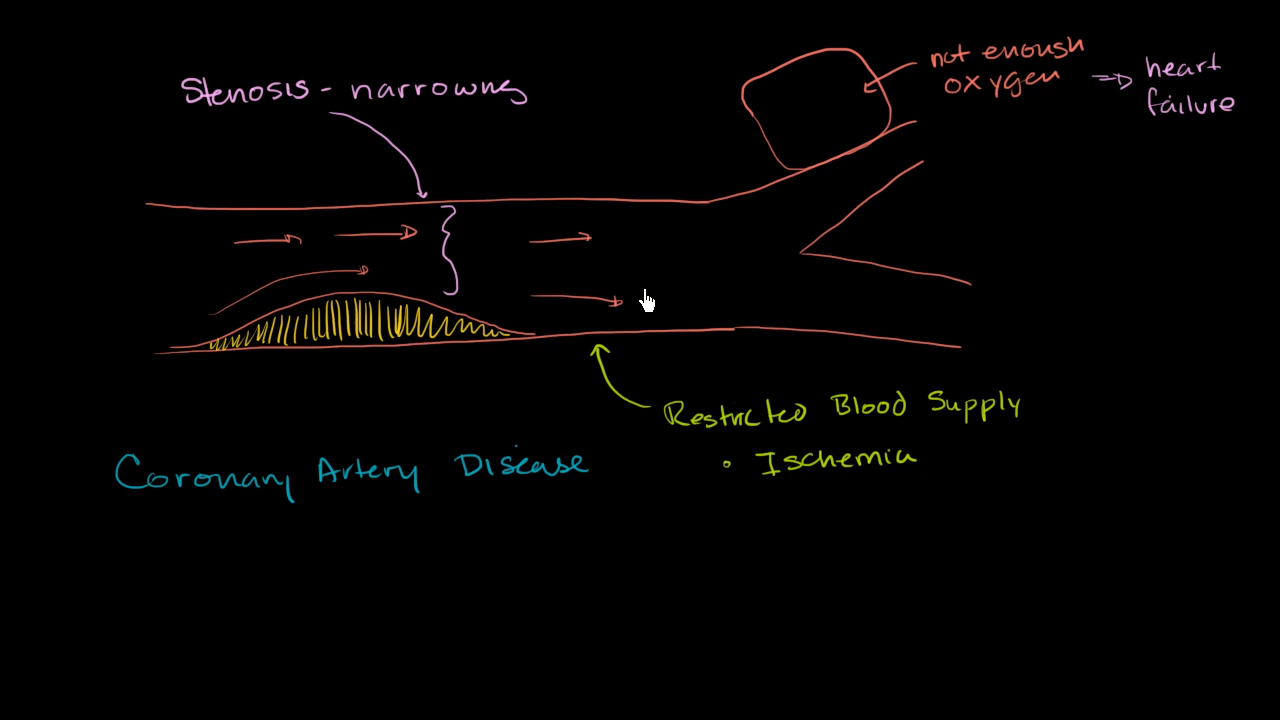 Stenosis - narrowing
not enough
oxygen
⇒ heart
failure
Restricted Blood Supply
• Ischemia
Coronary Artery Disease